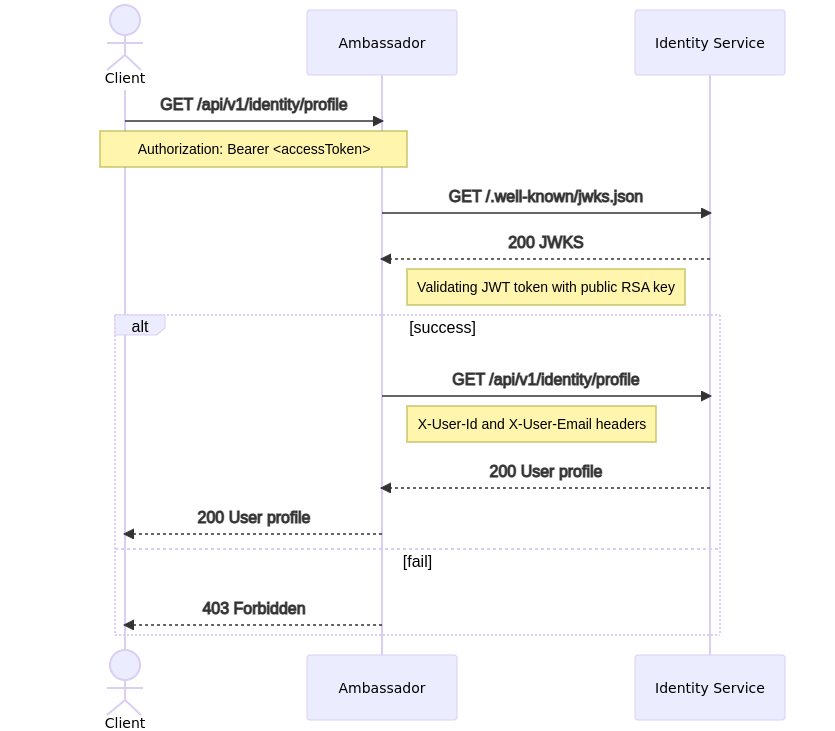 Client
Ambassador
Identity Service
GET /api/v1/identity/profile
Authorization: Bearer <accessToken>
GET /.well-known/jwks.json
200 JWKS
Validating JWT token with public RSA key
alt
[success]
GET /api/v1/identity/profile
X-User-Id and X-User-Email headers
200 User profile
200 User profile
[fail]
403 Forbidden
Client
Ambassador
Identity Service